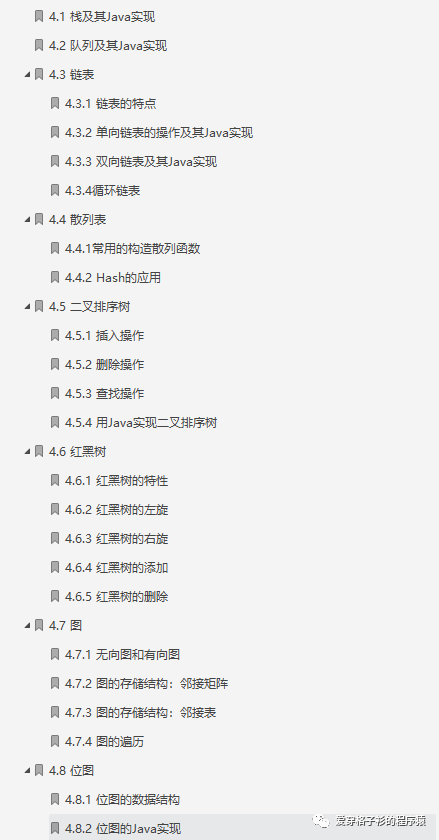 4.1 栈及其Java实现
4.2 队列及其Java实现
4.3 链表
4.3.1 链表的特点
4.3.2 单向链表的操作及其Java实现
4.3.3 双向链表及其Java实现
4.3.4循环链表
4.4 散列表
4.4.1常用的构造散列函数
4.4.2 Hash的应用
4.5 二叉排序树
4.5.1 插入操作
4.5.2 删除操作
4.5.3 查找操作
4.5.4 用Java实现二叉排序树
4.6 红黑树
4.6.1 红黑树的特性
4.6.2 红黑树的左旋
4.6.3 红黑树的右旋
4.6.4 红黑树的添加
4.6.5 红黑树的删除
4.7 图
4.7.1 无向图和有向图
4.7.2 图的存储结构：邻接矩阵
4.7.3 图的存储结构：邻接表
4.7.4 图的遍历
4.8 位图
4.8.1 位图的数据结构
4.8.2 位图的Java实现
爱穿格子衫的程序猿